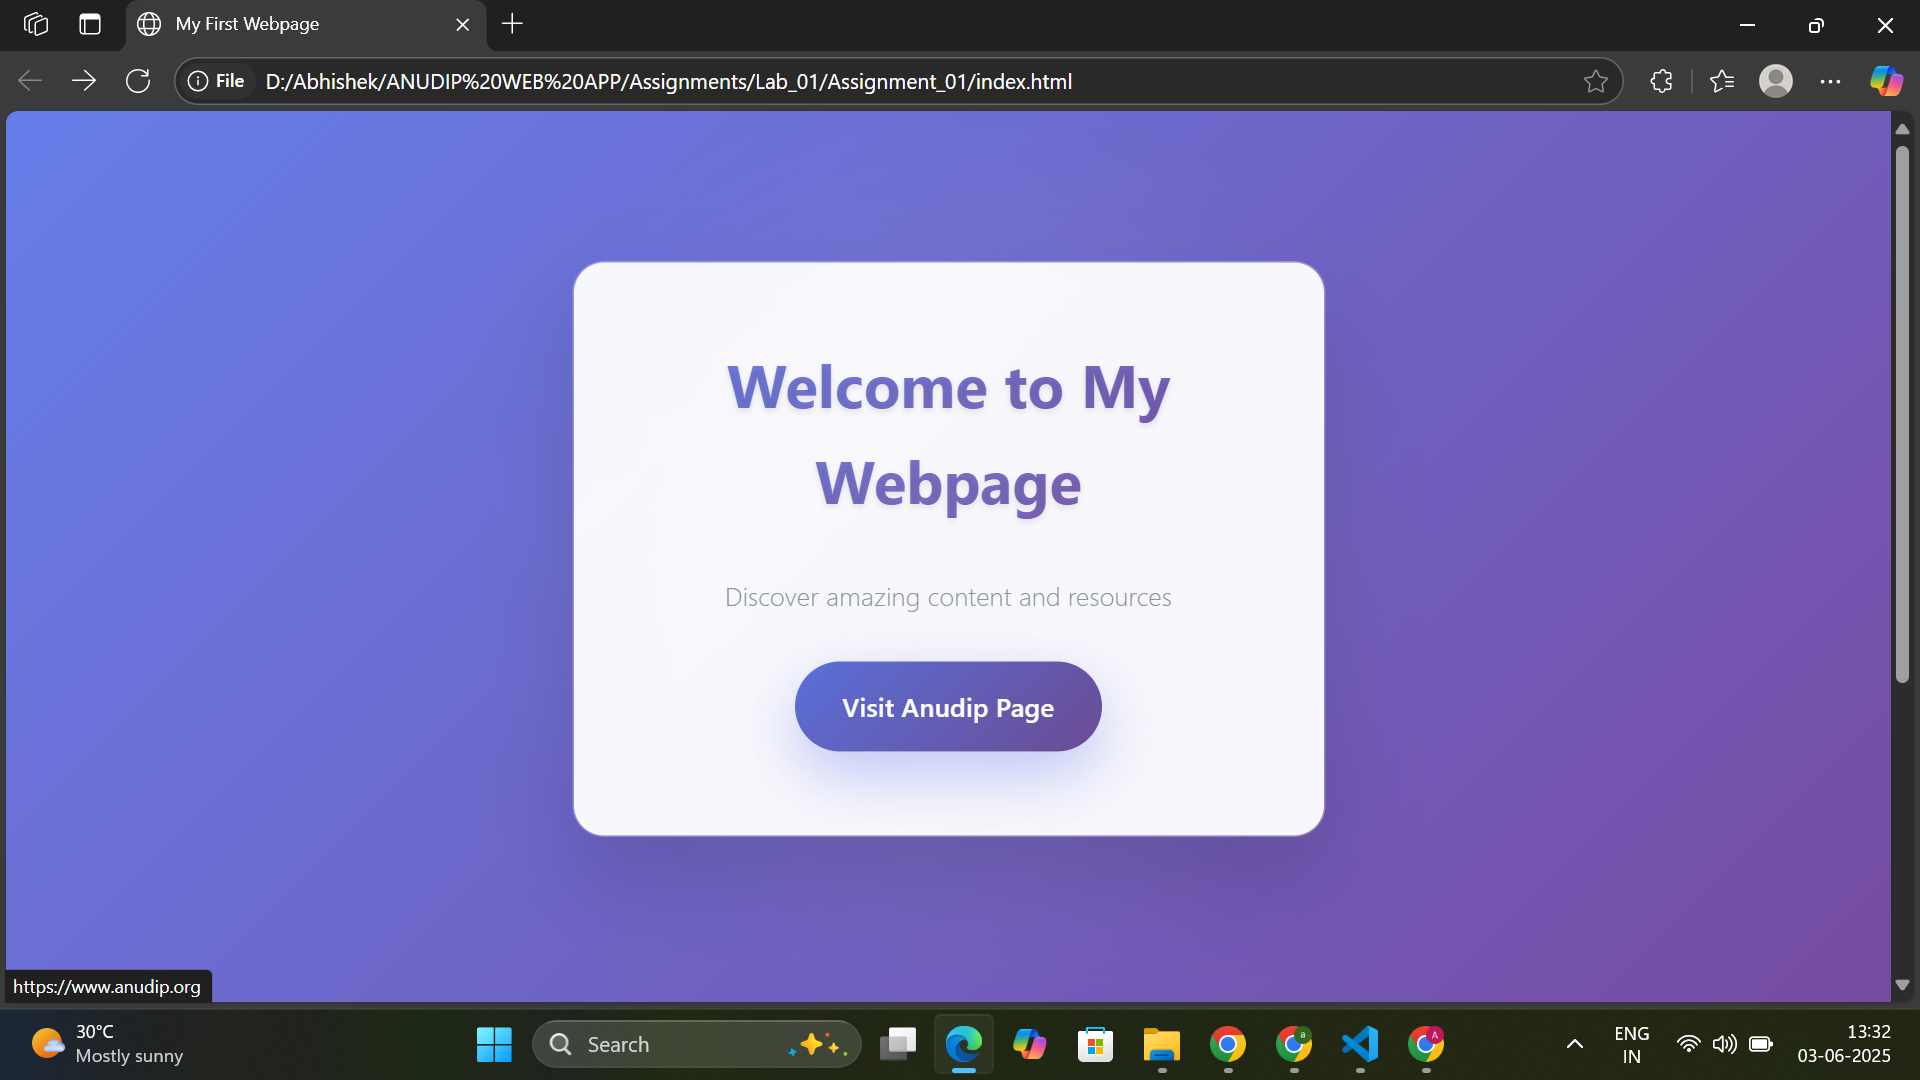 My First Webpage
File D:/Abhishek/ANUDIP%20WEB%20APP/Assignments/Lab_01/Assignment_01/index.html
Welcome to My
Webpage
Discover amazing content and resources
Visit Anudip Page
https://www.anudip.org
30°C
Mostly sunny
Search
a
A
ENG
IN
13:32
03-06-2025